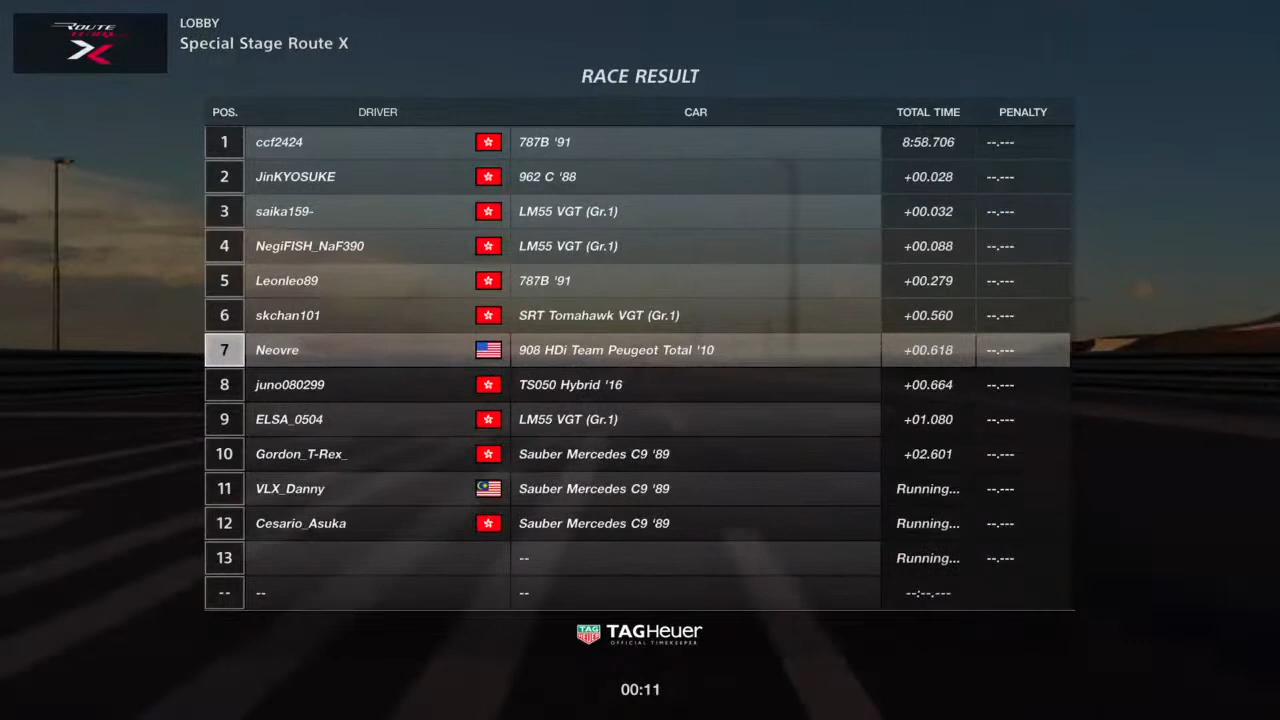 LOBBY
Special Stage Route X
ROUTE
X
RACE RESULT
POS. DRIVER CAR TOTAL TIME PENALTY
1 ccf2424 787B '91 8:58.706 --.---
2 JinKYOSUKE 962 C '88 +00.028 --.---
3 saika159- LM55 VGT (Gr.1) +00.032 --.---
4 NegiFISH_NaF390 LM55 VGT (Gr.1) +00.088 --.---
5 Leonleo89 787B '91 +00.279 --.---
6 skchan101 SRT Tomahawk VGT (Gr.1) +00.560 --.---
7 Neovre 908 HDi Team Peugeot Total '10 +00.618 --.---
8 juno080299 TS050 Hybrid '16 +00.664 --.---
9 ELSA_0504 LM55 VGT (Gr.1) +01.080 --.---
10 Gordon_T-Rex_ Sauber Mercedes C9 '89 +02.601 --.---
11 VLX_Danny Sauber Mercedes C9 '89 Running... --.---
12 Cesario_Asuka Sauber Mercedes C9 '89 Running... --.---
13 -- Running... --.---
-- -- -- --:--.---
TAG HEUER TAGHeuer
OFFICIAL TIMEKEEPER
00:11